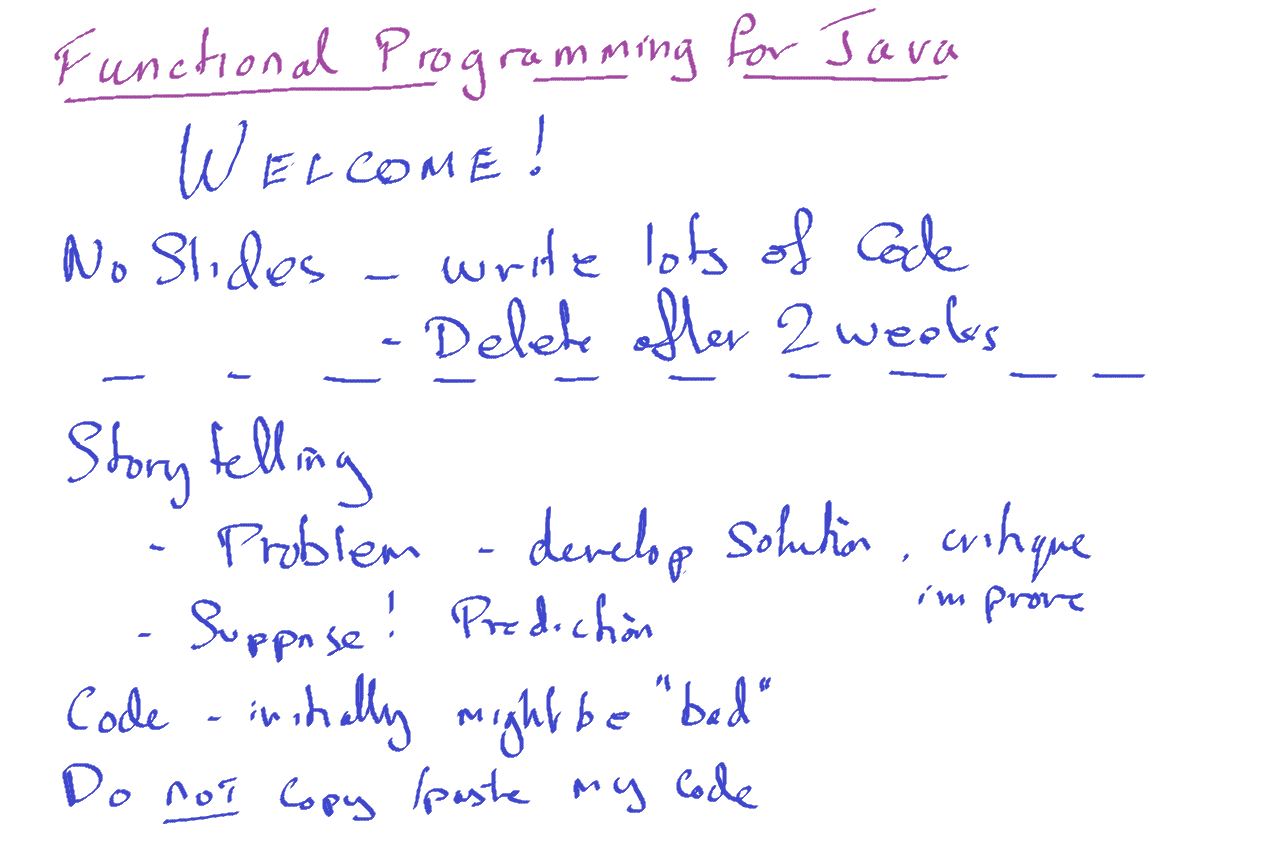 Functional Programming for Java
WELCOME!
No Slides - write lots of code
- Delete after 2 weeks
Story telling
- Problem - develop solution, critique
improve
- Suppose! Prediction
Code - initially might be "bad"
Do not copy/paste my code